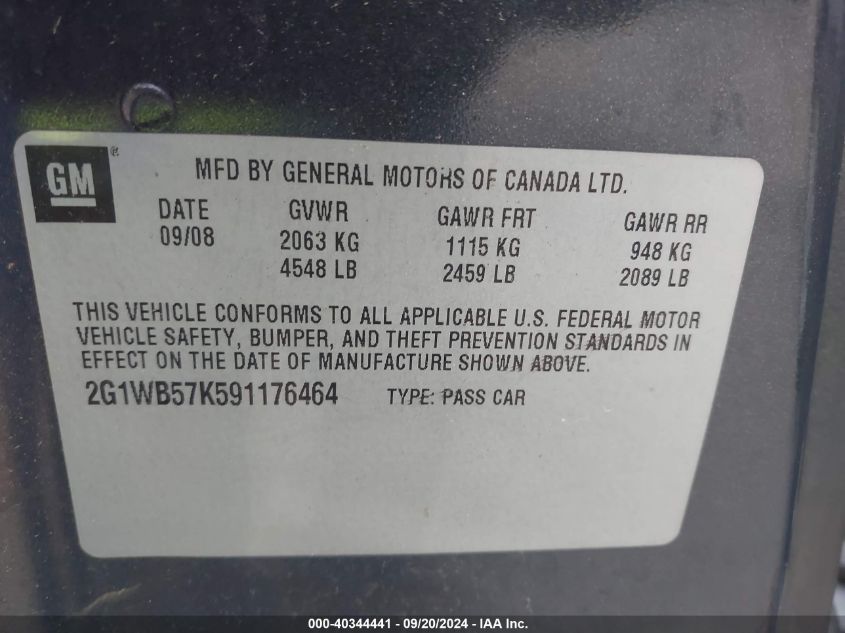 GM®
MFD BY GENERAL MOTORS OF CANADA LTD.
DATE GVWR GAWR FRT GAWR RR
09/08 2063 KG 1115 KG 948 KG
4548 LB 2459 LB 2089 LB
THIS VEHICLE CONFORMS TO ALL APPLICABLE U.S. FEDERAL MOTOR
VEHICLE SAFETY, BUMPER, AND THEFT PREVENTION STANDARDS IN
EFFECT ON THE DATE OF MANUFACTURE SHOWN ABOVE.
2G1WB57K591176464 TYPE: PASS CAR
000-40344441 - 09/20/2024 - IAA Inc.